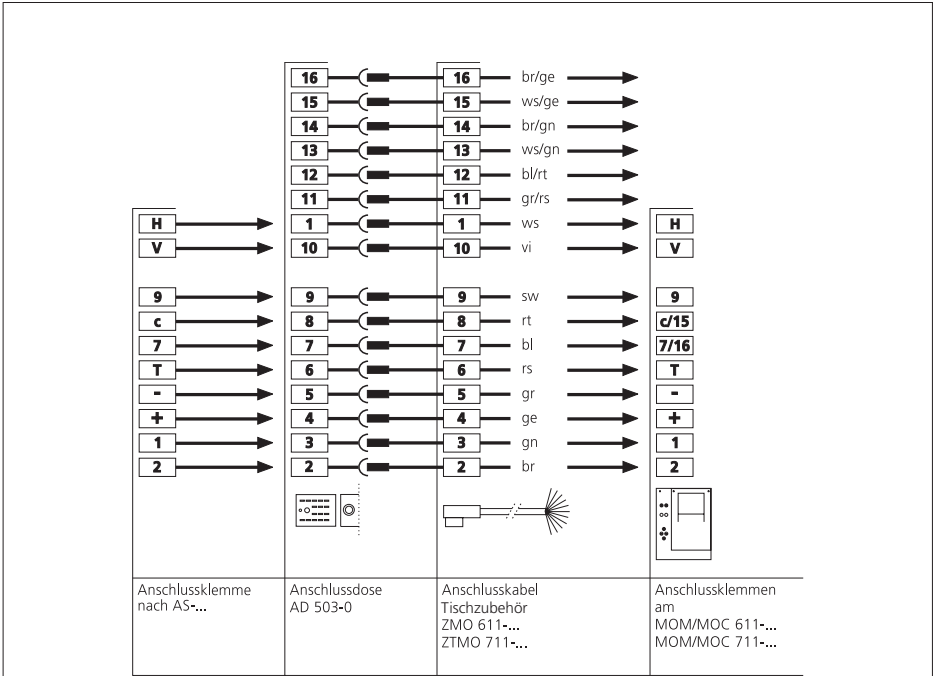 16 16 br/ge
15 15 ws/ge
14 14 br/gn
13 13 ws/gn
12 12 bl/rt
11 11 gr/rs
H 1 1 ws H
V 10 10 vi V
9 9 9 sw 9
c 8 8 rt c/15
7 7 7 bl 7/16
T 6 6 rs T
- 5 5 gr -
+ 4 4 ge +
1 3 3 gn 1
2 2 2 br 2
Anschlussklemme
nach AS-...
Anschlussdose
AD 503-0
Anschlusskabel
Tischzubehör
ZMO 611-...
ZTMO 711-...
Anschlussklemmen
am
MOM/MOC 611-...
MOM/MOC 711-...